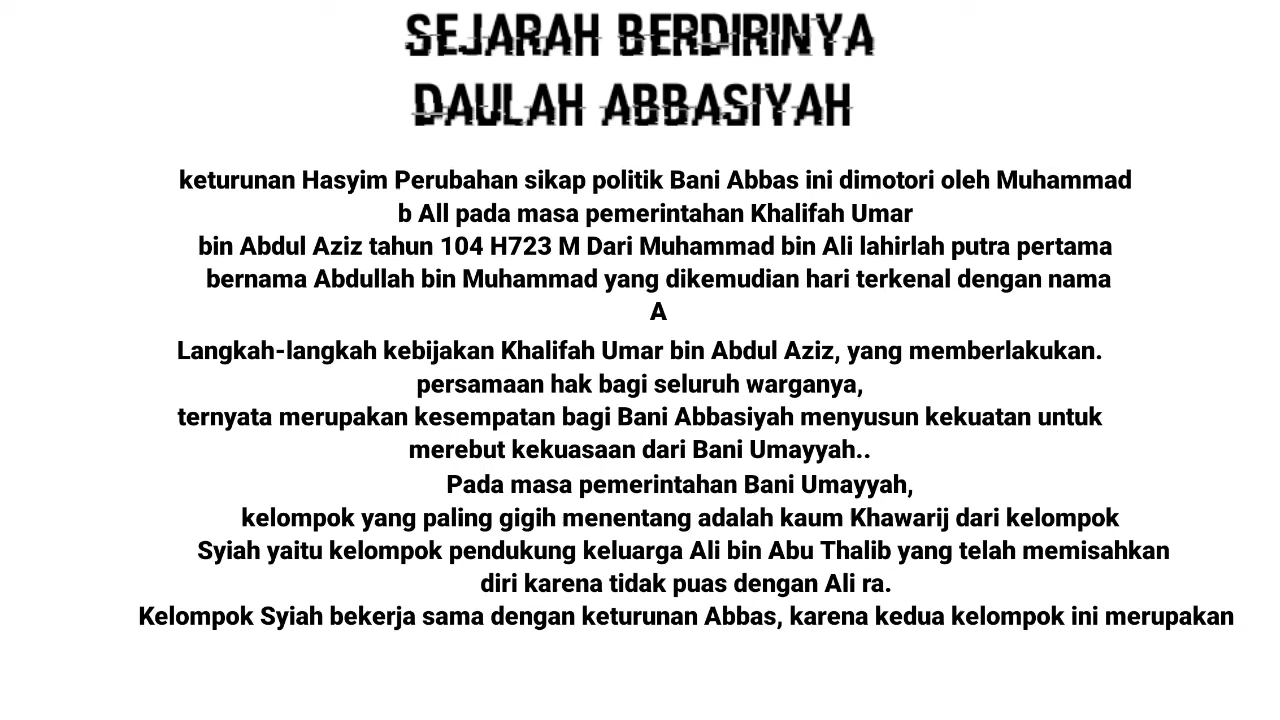 SEJARAH BERDIRINYA
DAULAH ABBASIYAH
keturunan Hasyim Perubahan sikap politik Bani Abbas ini dimotori oleh Muhammad
b All pada masa pemerintahan Khalifah Umar
bin Abdul Aziz tahun 104 H723 M Dari Muhammad bin Ali lahirlah putra pertama
bernama Abdullah bin Muhammad yang dikemudian hari terkenal dengan nama
A
Langkah-langkah kebijakan Khalifah Umar bin Abdul Aziz, yang memberlakukan.
persamaan hak bagi seluruh warganya,
ternyata merupakan kesempatan bagi Bani Abbasiyah menyusun kekuatan untuk
merebut kekuasaan dari Bani Umayyah..
Pada masa pemerintahan Bani Umayyah,
kelompok yang paling gigih menentang adalah kaum Khawarij dari kelompok
Syiah yaitu kelompok pendukung keluarga Ali bin Abu Thalib yang telah memisahkan
diri karena tidak puas dengan Ali ra.
Kelompok Syiah bekerja sama dengan keturunan Abbas, karena kedua kelompok ini merupakan